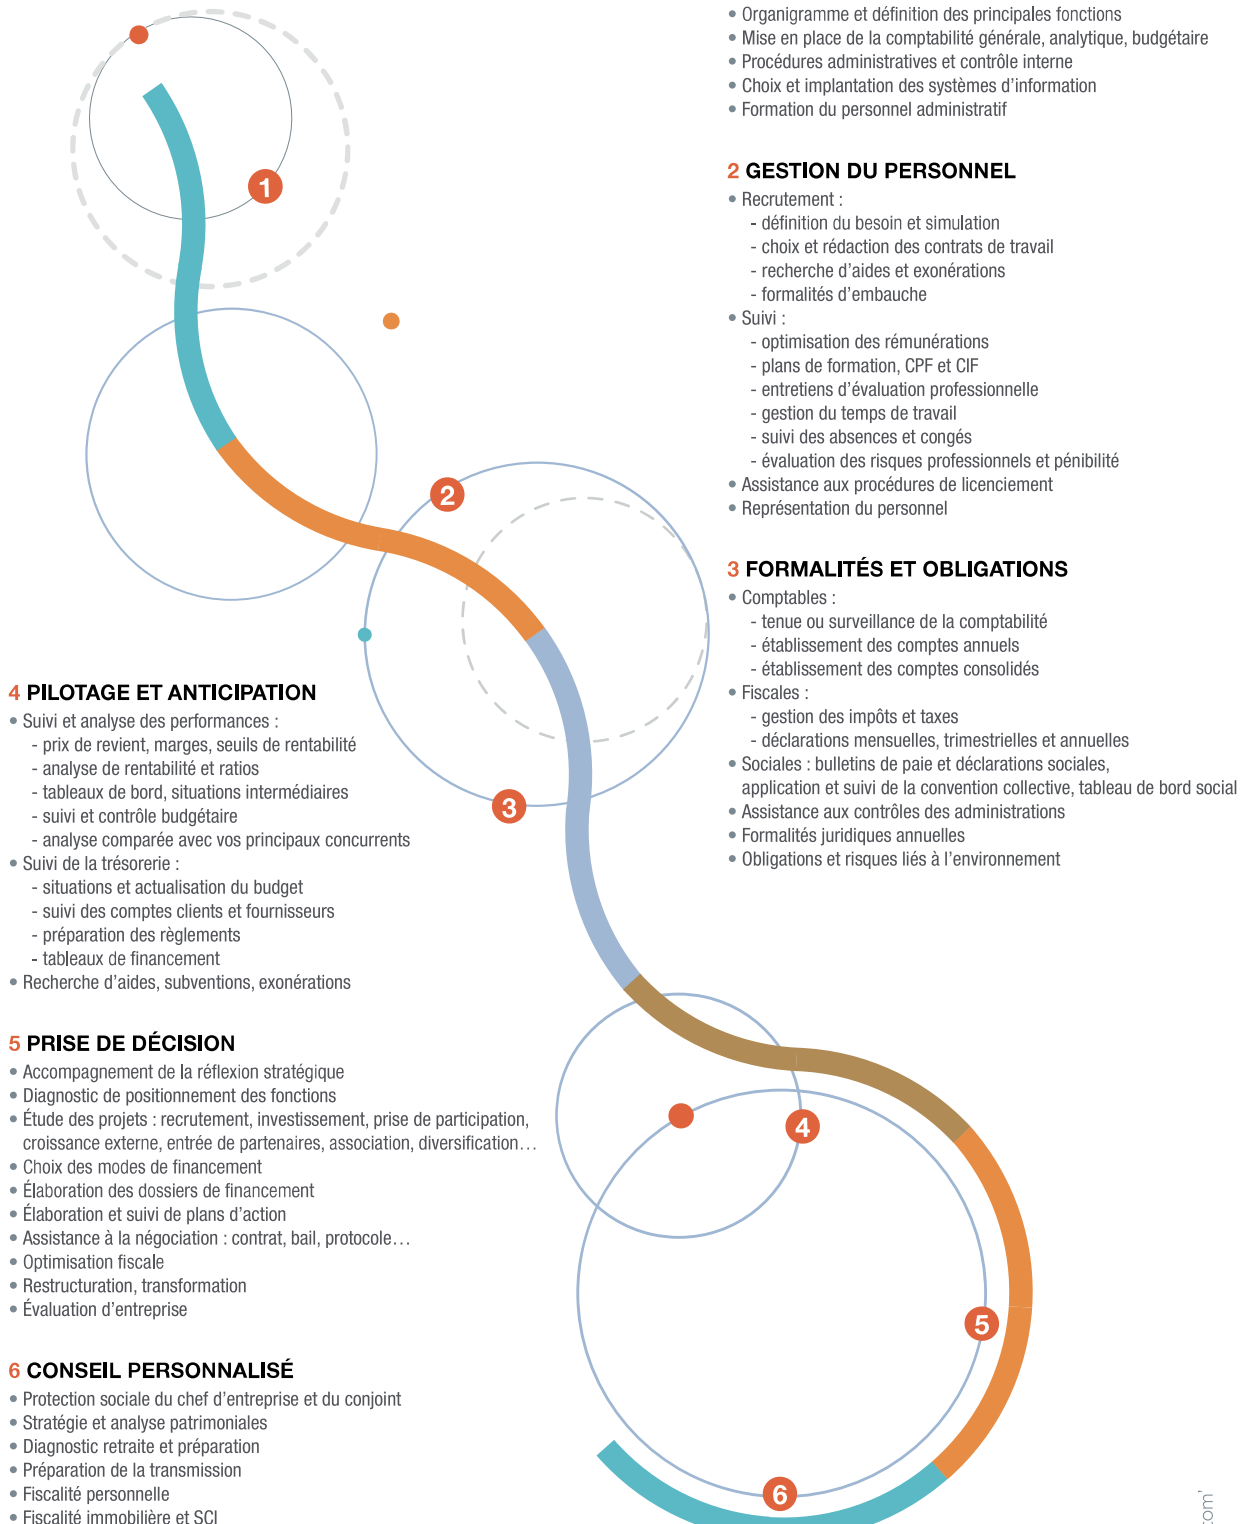 • Organigramme et définition des principales fonctions
• Mise en place de la comptabilité générale, analytique, budgétaire
• Procédures administratives et contrôle interne
• Choix et implantation des systèmes d'information
• Formation du personnel administratif
1
2 GESTION DU PERSONNEL
• Recrutement :
- définition du besoin et simulation
- choix et rédaction des contrats de travail
- recherche d'aides et exonérations
- formalités d'embauche
• Suivi :
- optimisation des rémunérations
- plans de formation, CPF et CIF
- entretiens d'évaluation professionnelle
- gestion du temps de travail
- suivi des absences et congés
- évaluation des risques professionnels et pénibilité
• Assistance aux procédures de licenciement
• Représentation du personnel
2
3 FORMALITÉS ET OBLIGATIONS
• Comptables :
- tenue ou surveillance de la comptabilité
- établissement des comptes annuels
- établissement des comptes consolidés
• Fiscales :
- gestion des impôts et taxes
- déclarations mensuelles, trimestrielles et annuelles
• Sociales : bulletins de paie et déclarations sociales,
application et suivi de la convention collective, tableau de bord social
• Assistance aux contrôles des administrations
• Formalités juridiques annuelles
• Obligations et risques liés à l'environnement
3
4 PILOTAGE ET ANTICIPATION
• Suivi et analyse des performances :
- prix de revient, marges, seuils de rentabilité
- analyse de rentabilité et ratios
- tableaux de bord, situations intermédiaires
- suivi et contrôle budgétaire
- analyse comparée avec vos principaux concurrents
• Suivi de la trésorerie :
- situations et actualisation du budget
- suivi des comptes clients et fournisseurs
- préparation des règlements
- tableaux de financement
• Recherche d'aides, subventions, exonérations
4
5 PRISE DE DÉCISION
• Accompagnement de la réflexion stratégique
• Diagnostic de positionnement des fonctions
• Étude des projets : recrutement, investissement, prise de participation,
croissance externe, entrée de partenaires, association, diversification…
• Choix des modes de financement
• Élaboration des dossiers de financement
• Élaboration et suivi de plans d'action
• Assistance à la négociation : contrat, bail, protocole…
• Optimisation fiscale
• Restructuration, transformation
• Évaluation d'entreprise
5
6 CONSEIL PERSONNALISÉ
• Protection sociale du chef d'entreprise et du conjoint
• Stratégie et analyse patrimoniales
• Diagnostic retraite et préparation
• Préparation de la transmission
• Fiscalité personnelle
• Fiscalité immobilière et SCI
6
com'